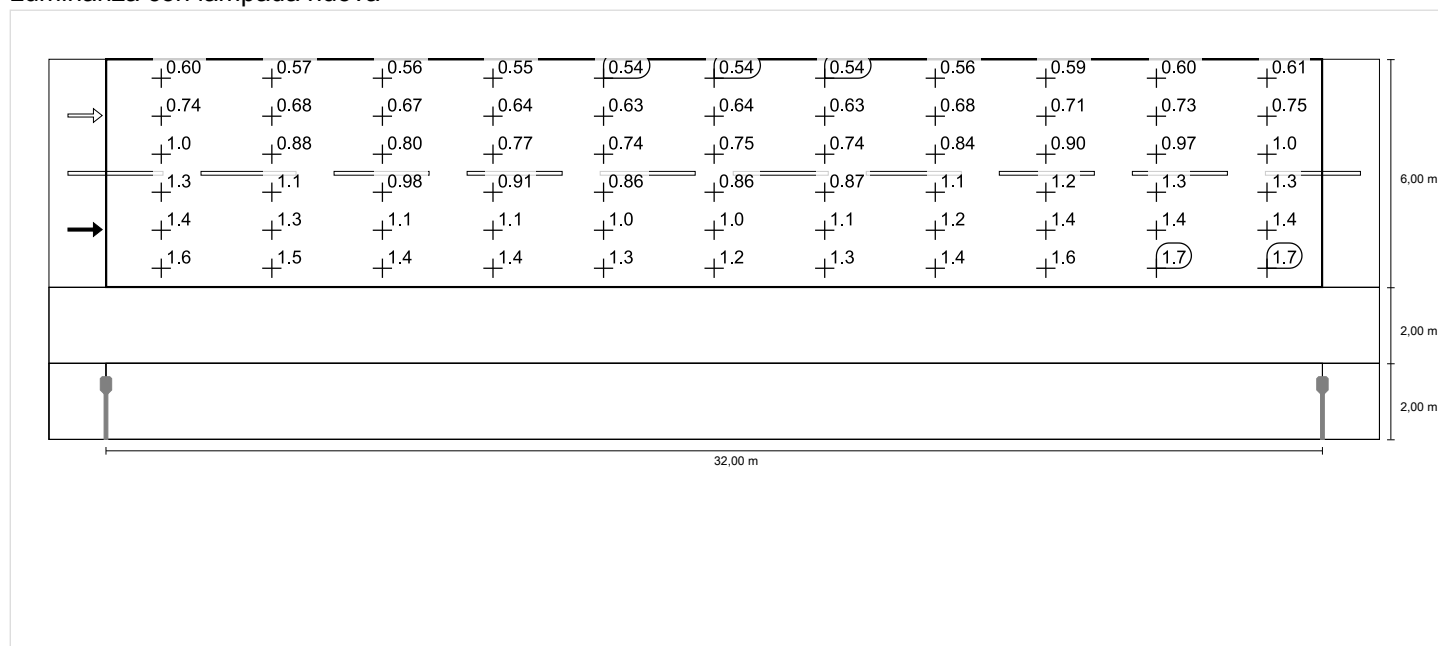 Luminanza con lampada nuova
0.60 0.57 0.56 0.55 0.54 0.54 0.54 0.56 0.59 0.60 0.61
0.74 0.68 0.67 0.64 0.63 0.64 0.63 0.68 0.71 0.73 0.75
1.0 0.88 0.80 0.77 0.74 0.75 0.74 0.84 0.90 0.97 1.0
1.3 1.1 0.98 0.91 0.86 0.86 0.87 1.1 1.2 1.3 1.3
6,00 m
1.4 1.3 1.1 1.1 1.0 1.0 1.1 1.2 1.4 1.4 1.4
1.6 1.5 1.4 1.4 1.3 1.2 1.3 1.4 1.6 1.7 1.7
2,00 m
2,00 m
32,00 m